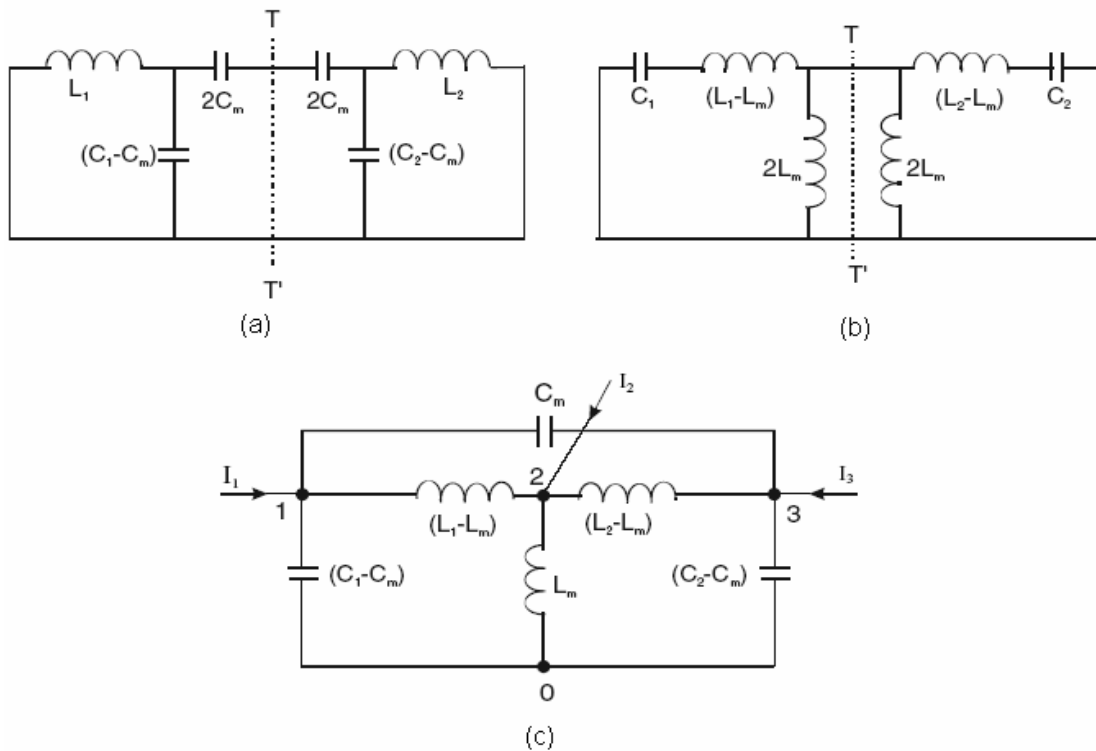 T T
L₁ 2Cₘ 2Cₘ L₂ C₁ (L₁-Lₘ) (L₂-Lₘ) C₂
(C₁-Cₘ) (C₂-Cₘ) 2Lₘ 2Lₘ
T' T'
(a) (b)
Cₘ I₂
I₁ 2 I₃
1 (L₁-Lₘ) (L₂-Lₘ) 3
(C₁-Cₘ) Lₘ (C₂-Cₘ)
0
(c)